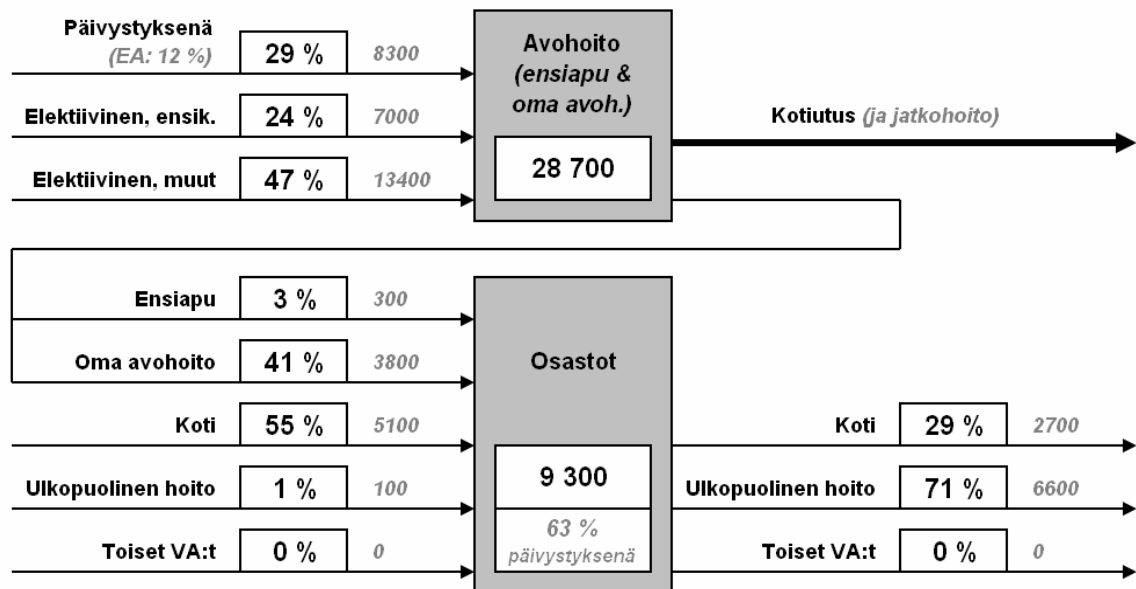 Päivystyksenä
(EA: 12 %)
29 %
8300
Elektiivinen, ensik.
24 %
7000
Elektiivinen, muut
47 %
13400
Avohoito
(ensiapu &
oma avoh.)
28 700
Kotiutus (ja jatkohoito)
Ensiapu
3 %
300
Oma avohoito
41 %
3800
Koti
55 %
5100
Ulkopuolinen hoito
1 %
100
Toiset VA:t
0 %
0
Osastot
9 300
63 %
päivystyksenä
Koti
29 %
2700
Ulkopuolinen hoito
71 %
6600
Toiset VA:t
0 %
0